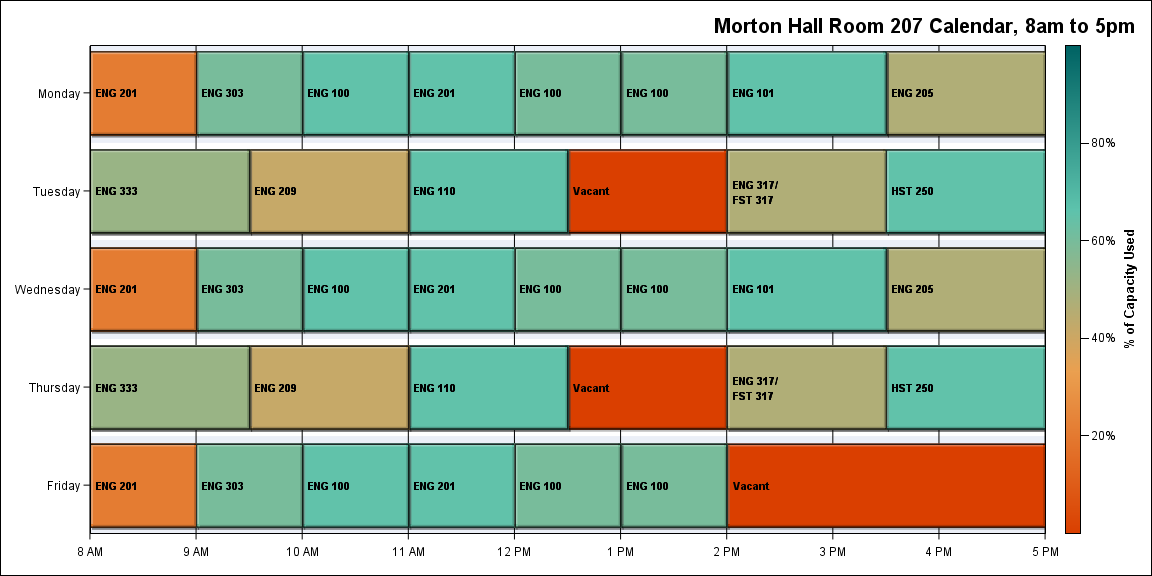 Morton Hall Room 207 Calendar, 8am to 5pm
Monday
ENG 201
ENG 303
ENG 100
ENG 201
ENG 100
ENG 100
ENG 101
ENG 205
Tuesday
ENG 333
ENG 209
ENG 110
Vacant
ENG 317/
FST 317
HST 250
Wednesday
ENG 201
ENG 303
ENG 100
ENG 201
ENG 100
ENG 100
ENG 101
ENG 205
Thursday
ENG 333
ENG 209
ENG 110
Vacant
ENG 317/
FST 317
HST 250
Friday
ENG 201
ENG 303
ENG 100
ENG 201
ENG 100
ENG 100
Vacant
8 AM
9 AM
10 AM
11 AM
12 PM
1 PM
2 PM
3 PM
4 PM
5 PM
80%
60%
40%
20%
% of Capacity Used